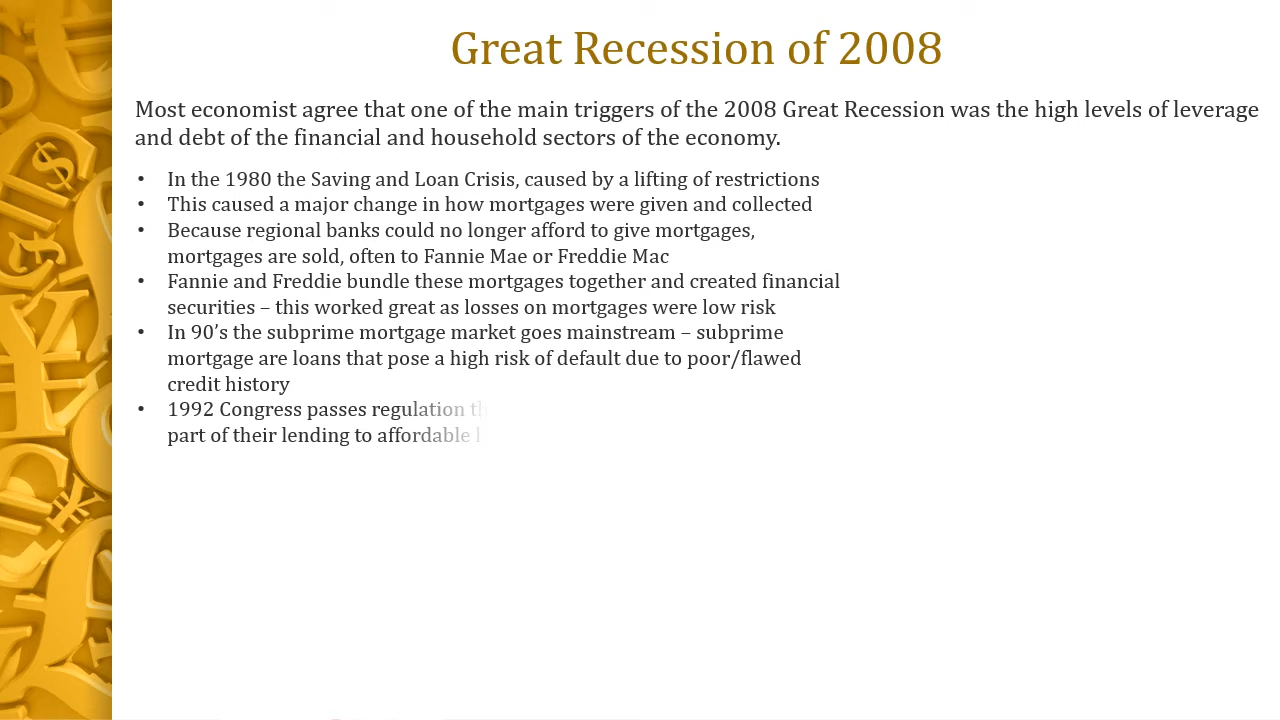 Great Recession of 2008
Most economist agree that one of the main triggers of the 2008 Great Recession was the high levels of leverage
and debt of the financial and household sectors of the economy.
• In the 1980 the Saving and Loan Crisis, caused by a lifting of restrictions
• This caused a major change in how mortgages were given and collected
• Because regional banks could no longer afford to give mortgages,
mortgages are sold, often to Fannie Mae or Freddie Mac
• Fannie and Freddie bundle these mortgages together and created financial
securities – this worked great as losses on mortgages were low risk
• In 90’s the subprime mortgage market goes mainstream – subprime
mortgage are loans that pose a high risk of default due to poor/flawed
credit history
• 1992 Congress passes regulation
part of their lending to affordable